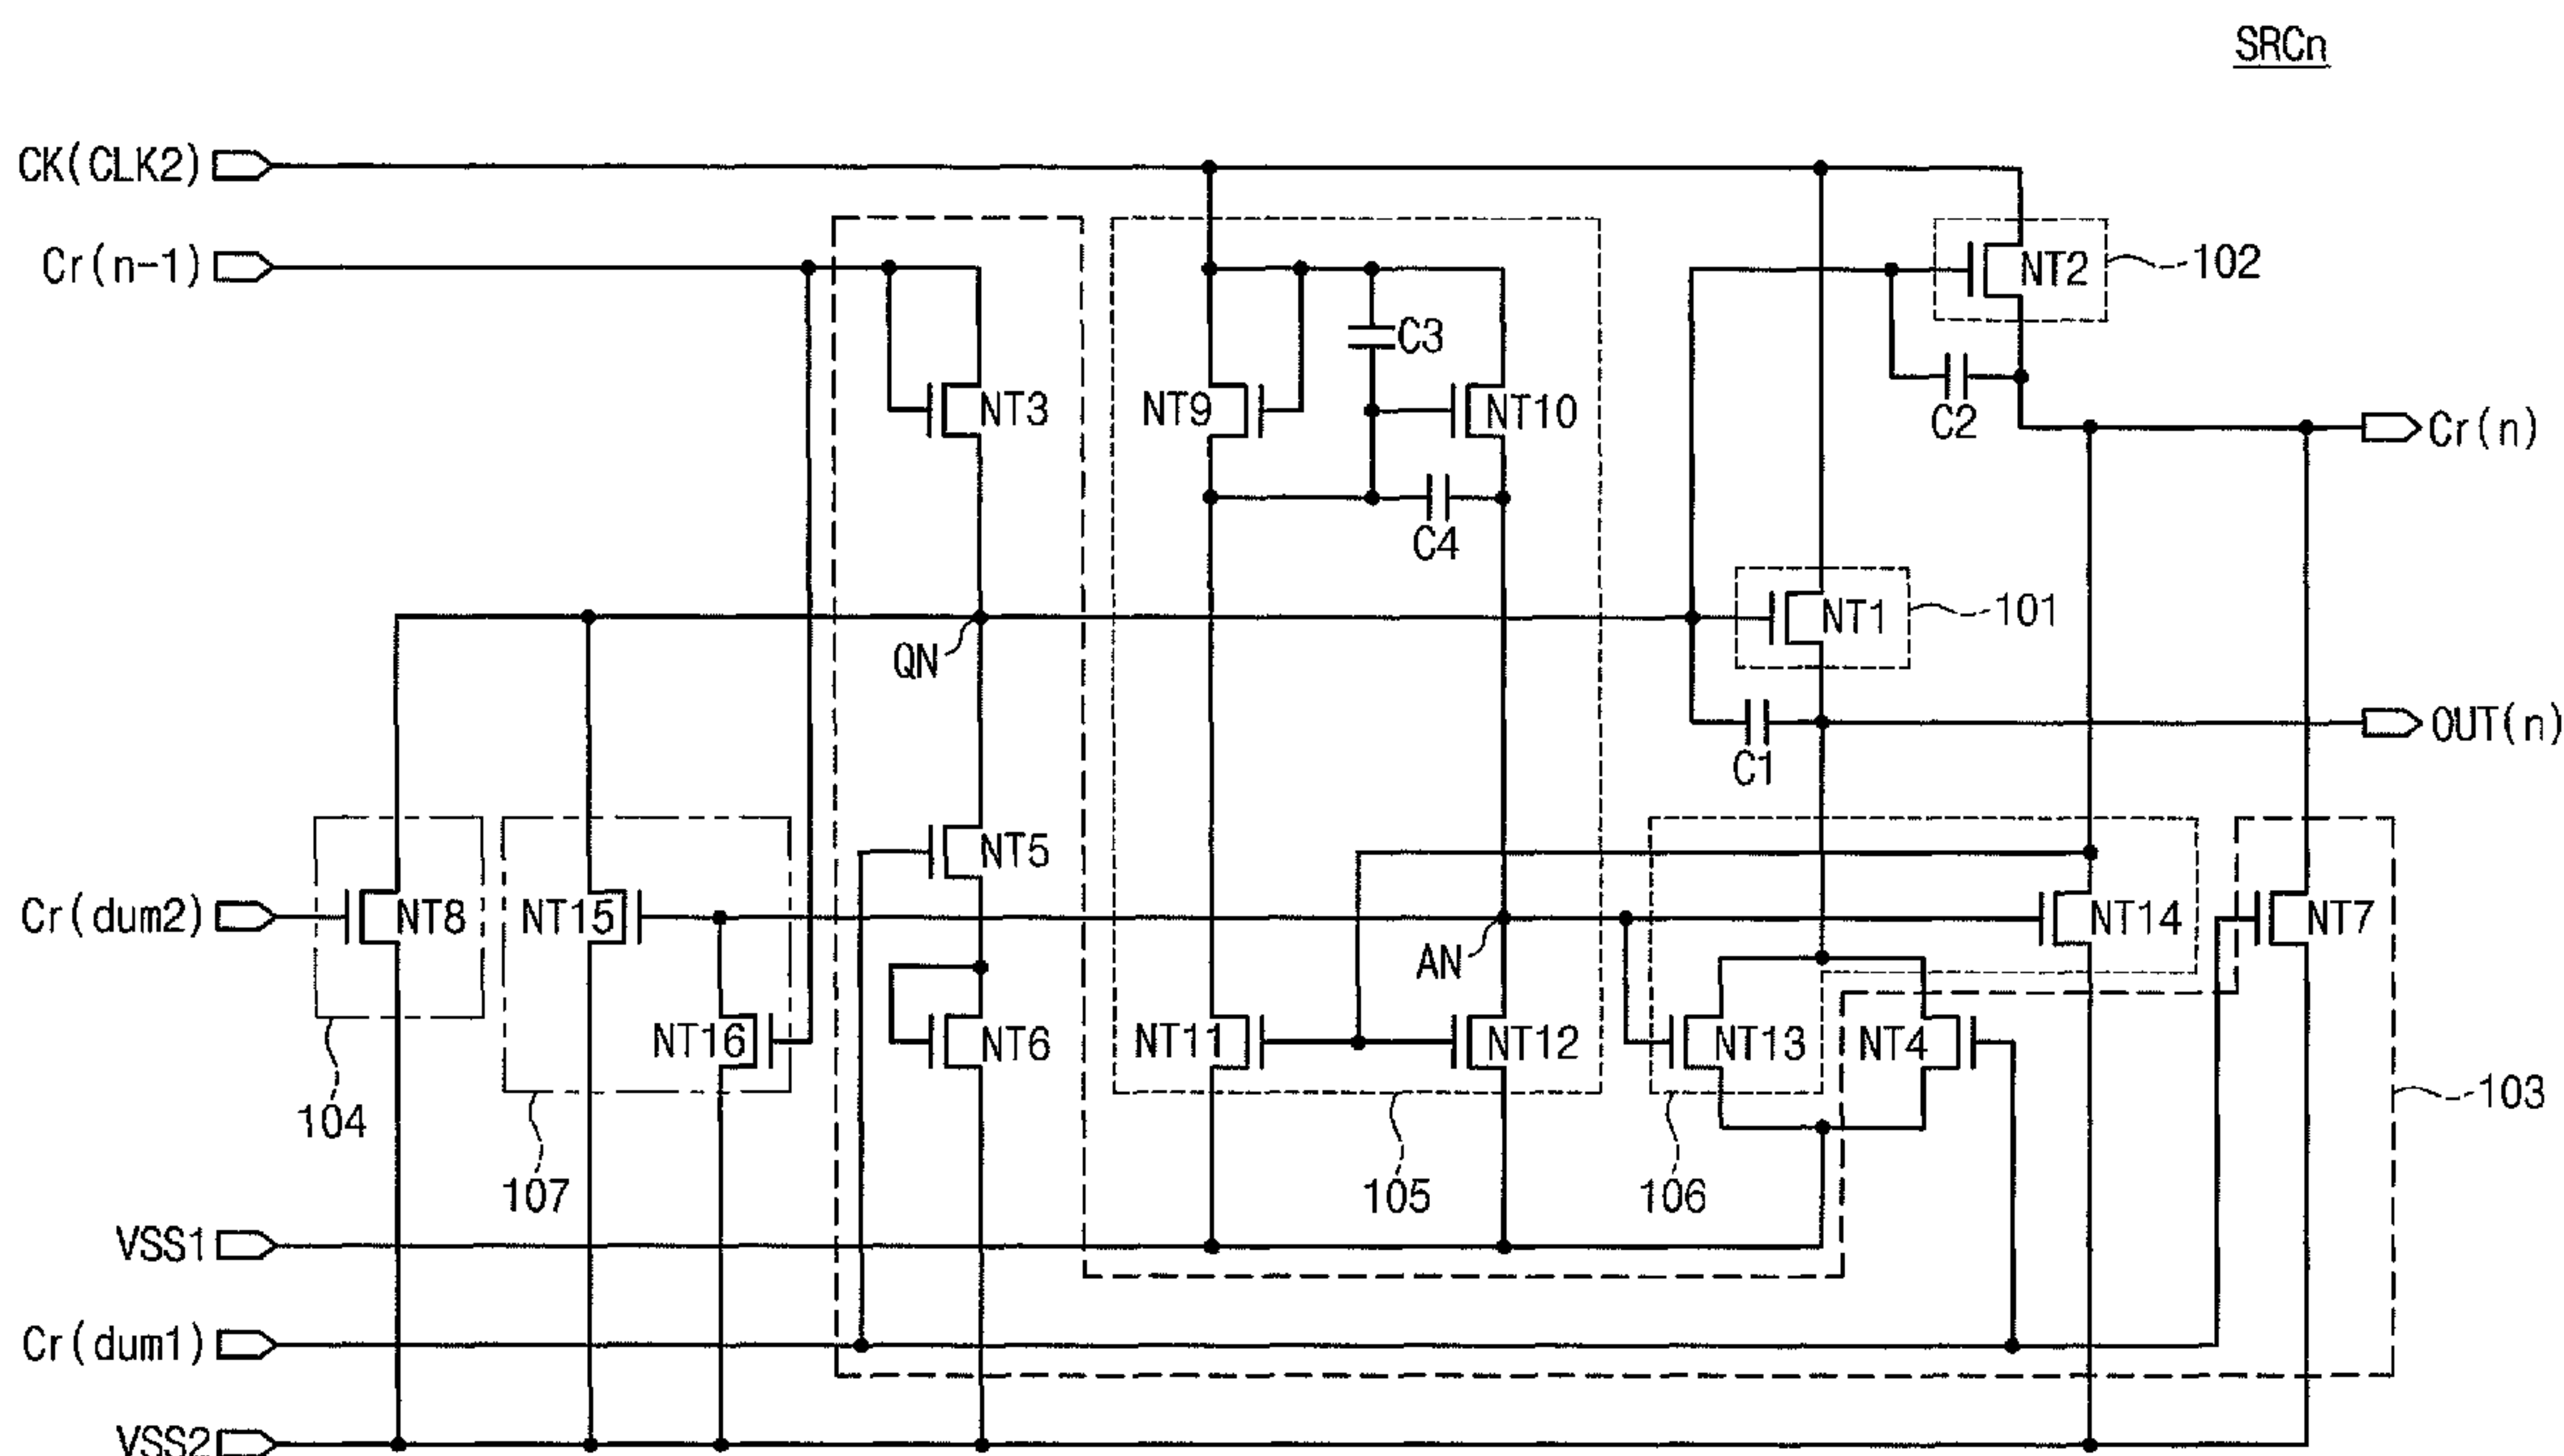 SRCn
CK(CLK2)
Cr(n-1)
NT2
102
C3
NT3
NT9
NT10
C2
Cr(n)
C4
NT1
101
QN
OUT(n)
C1
NT5
Cr(dum2)
NT8
NT15
NT14
NT7
AN
NT16
NT6
NT11
NT12
NT13
NT4
103
104
107
105
106
VSS1
Cr(dum1)
VSS2